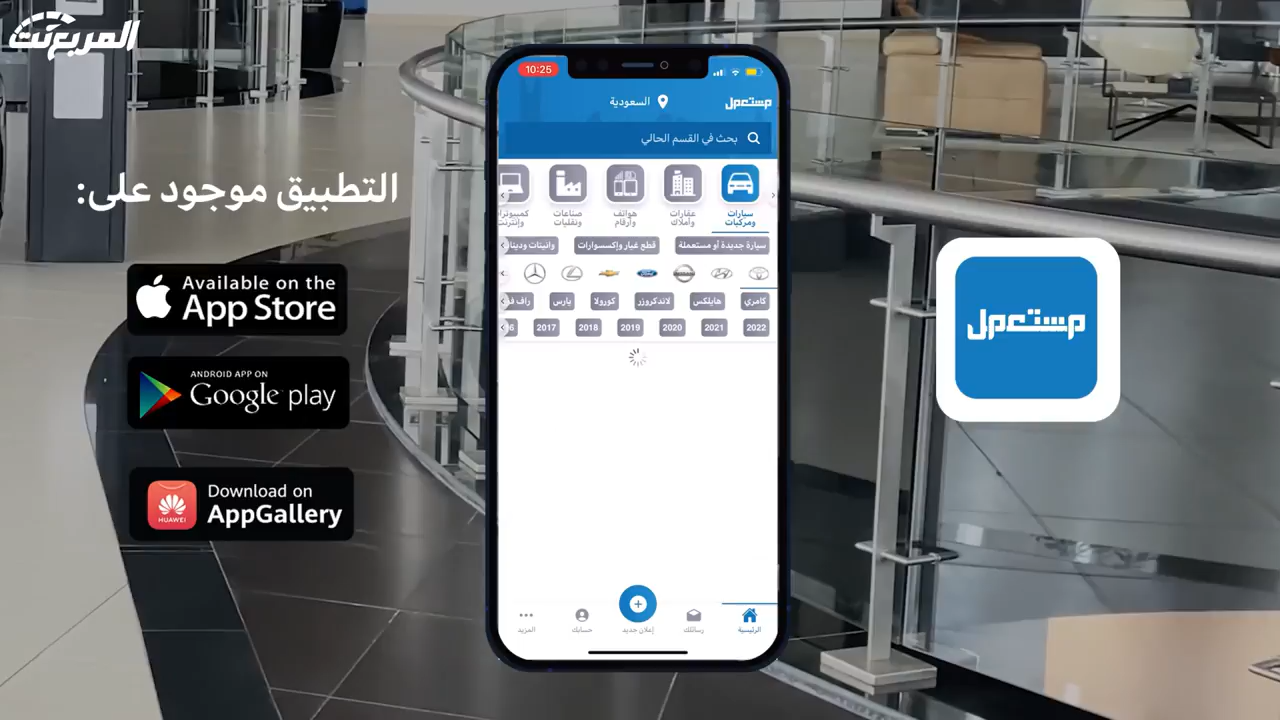 المربع نت
التطبيق موجود على:
Available on the
App Store
ANDROID APP ON
Google play
HUAWEI
Download on
AppGallery
10:25
مستعمل
السعودية
بحث في القسم الحالي
سيارات ومركبات
عقارات وأملاك
هواتف وأرقام
صناعات وتقليات
كمبيوترا وإنترنت
سيارة جديدة أو مستعملة
قطع غيار وإكسسوارات
وانيتات ودينا
كامري هايلكس لاندكروزر كورولا يارس راف فو
2022 2021 2020 2019 2018 2017
الرئيسية رسائلك إعلان جديد حسابك المزيد
مستعمل